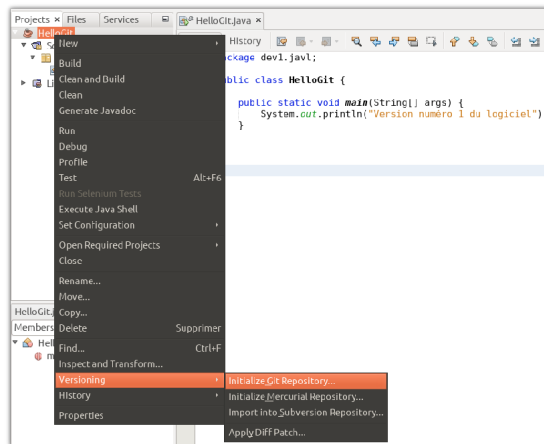 Projects × Files Services
HelloGit.java ×
HelloGit
History
New
package dev1.javl;
Build
public class HelloGit {
Clean and Build
Clean
public static void main(String[] args) {
Generate Javadoc
System.out.println("Version numéro 1 du logiciel")
}
Run
Debug
Profile
Test Alt+F6
Run Selenium Tests
Execute Java Shell
Set Configuration
Open Required Projects
Close
Rename...
Move...
Copy...
Delete Supprimer
Find... Ctrl+F
Inspect and Transform...
Versioning
Initialize Git Repository...
History
Initialize Mercurial Repository...
Import into Subversion Repository...
Properties
Apply Diff Patch...
HelloGit.j
Members
Hell
m